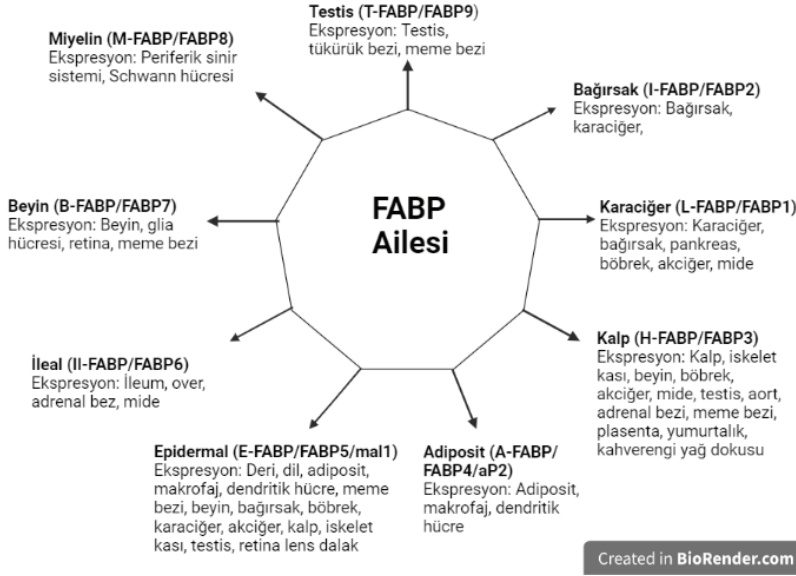 Testis (T-FABP/FABP9)
Ekspresyon: Testis,
tükürük bezi, meme bezi
Miyelin (M-FABP/FABP8)
Ekspresyon: Periferik sinir
sistemi, Schwann hücresi
Bağırsak (I-FABP/FABP2)
Ekspresyon: Bağırsak,
karaciğer,
Beyin (B-FABP/FABP7)
Ekspresyon: Beyin, glia
hücresi, retina, meme bezi
FABP
Ailesi
Karaciğer (L-FABP/FABP1)
Ekspresyon: Karaciğer,
bağırsak, pankreas,
böbrek, akciğer, mide
İleal (II-FABP/FABP6)
Ekspresyon: İleum, over,
adrenal bez, mide
Kalp (H-FABP/FABP3)
Ekspresyon: Kalp, iskelet
kası, beyin, böbrek,
akciğer, mide, testis, aort,
adrenal bezi, meme bezi,
plasenta, yumurtalık,
kahverengi yağ dokusu
Epidermal (E-FABP/FABP5/mal1)
Ekspresyon: Deri, dil, adiposit,
makrofaj, dendritik hücre, meme
bezi, beyin, bağırsak, böbrek,
karaciğer, akciğer, kalp, iskelet
kası, testis, retina lens dalak
Adiposit (A-FABP/
FABP4/aP2)
Ekspresyon: Adiposit,
makrofaj, dendritik
hücre
Created in BioRender.com